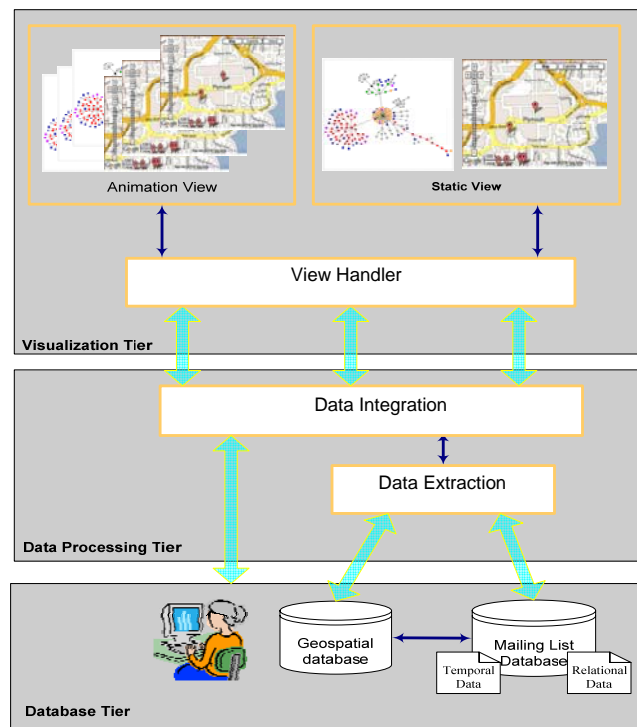 Animation View
Static View
View Handler
Visualization Tier
Data Integration
Data Extraction
Data Processing Tier
Geospatial
database
Mailing List
Database
Temporal
Data
Relational
Data
Database Tier